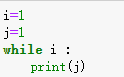 i=1
j=1
while i :
    print(j)